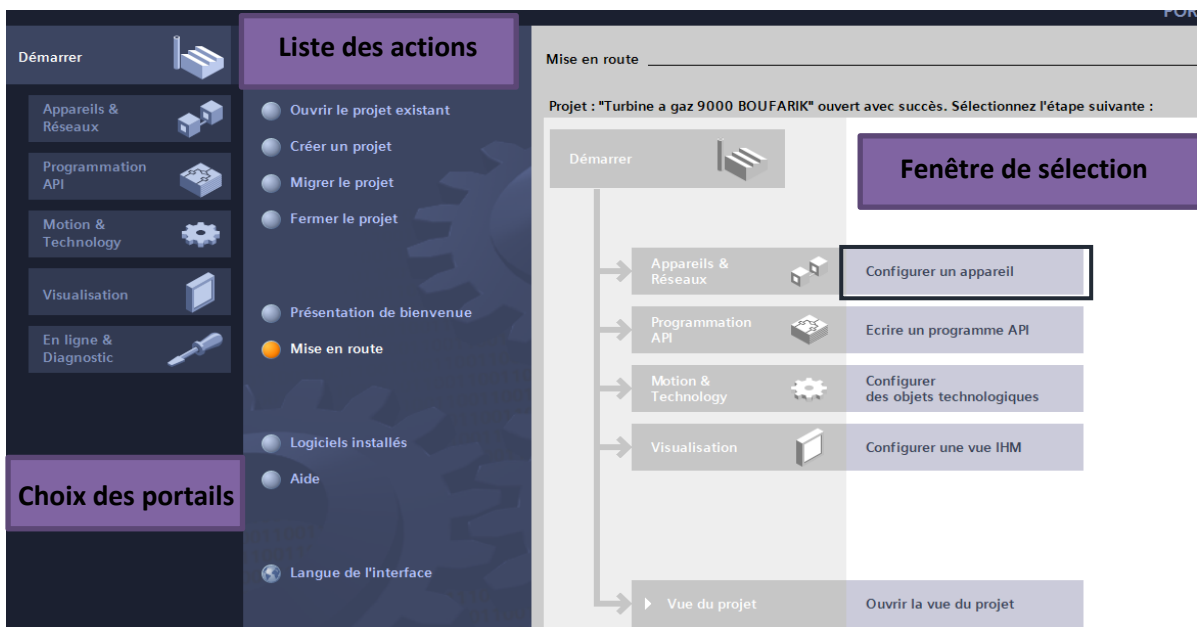 POR
Démarrer
Appareils &
Réseaux
Programmation
API
Motion &
Technology
Visualisation
En ligne &
Diagnostic
Choix des portails
Liste des actions
Ouvrir le projet existant
Créer un projet
Migrer le projet
Fermer le projet
Présentation de bienvenue
Mise en route
Logiciels installés
Aide
Langue de l'interface
Mise en route
Projet : "Turbine a gaz 9000 BOUFARIK" ouvert avec succès. Sélectionnez l'étape suivante :
Démarrer
Fenêtre de sélection
Appareils &
Réseaux
Configurer un appareil
Programmation
API
Ecrire un programme API
Motion &
Technology
Configurer
des objets technologiques
Visualisation
Configurer une vue IHM
Vue du projet
Ouvrir la vue du projet